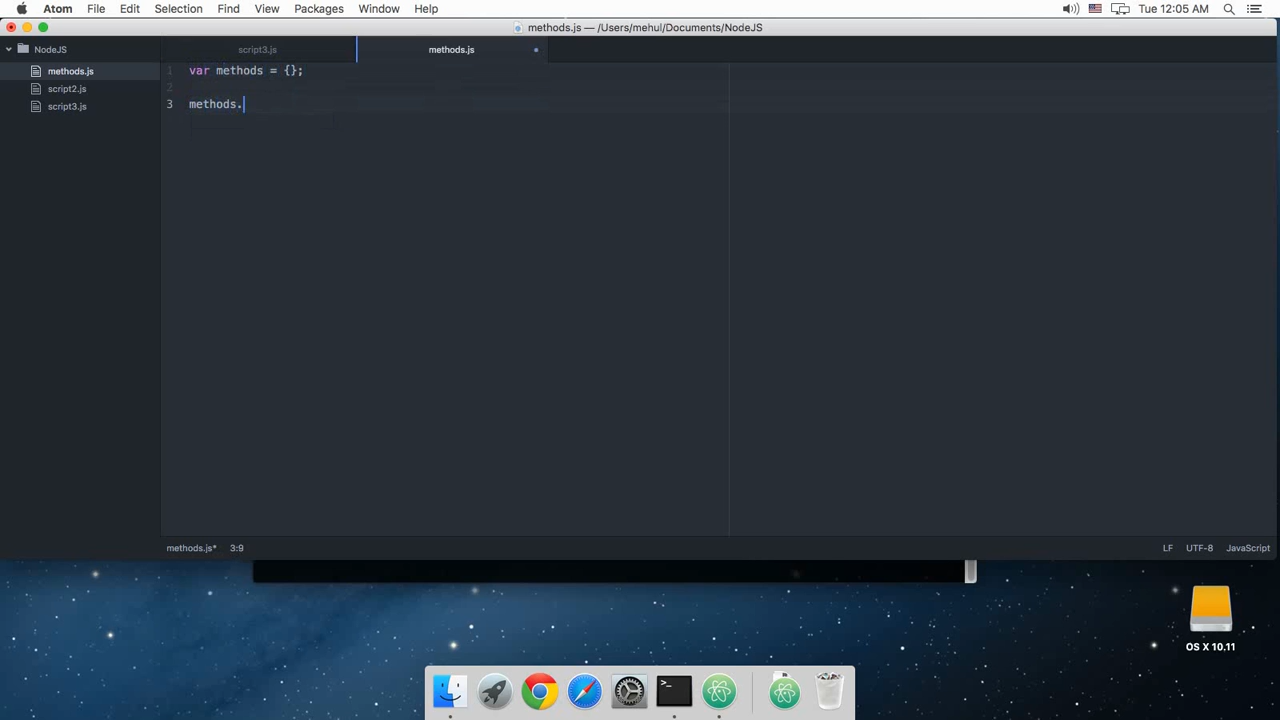 Atom File Edit Selection Find View Packages Window Help Tue 12:05 AM
methods.js — /Users/mehul/Documents/NodeJS
NodeJS
methods.js
script2.js
script3.js
script3.js methods.js
1 var methods = {};
2
3 methods.
methods.js* 3:9 LF UTF-8 JavaScript
OS X 10.11